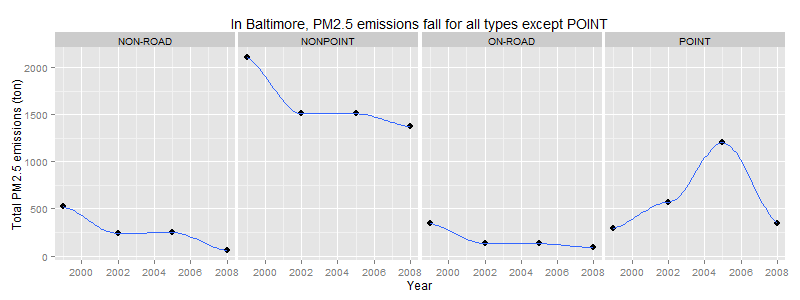 In Baltimore, PM2.5 emissions fall for all types except POINT
NON-ROAD NONPOINT ON-ROAD POINT
Total PM2.5 emissions (ton)
2000
1500
1000
500
0
2000 2002 2004 2006 2008 2000 2002 2004 2006 2008 2000 2002 2004 2006 2008 2000 2002 2004 2006 2008
Year